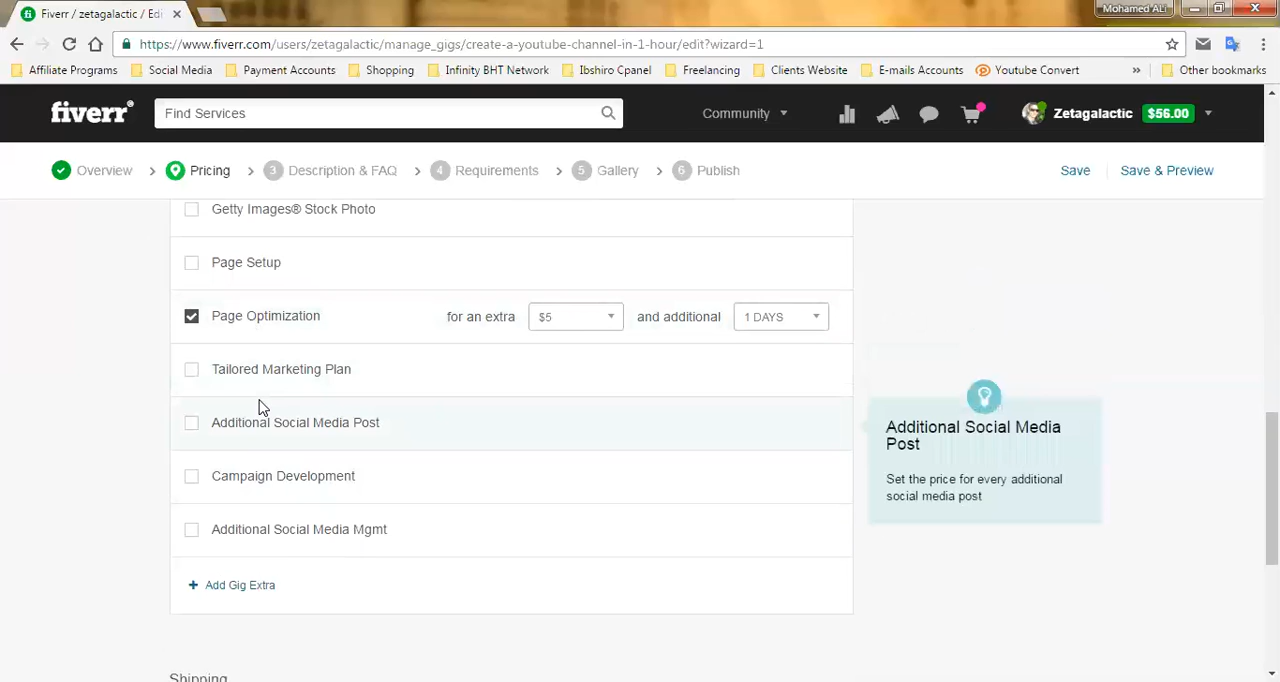 Fiverr / zetagalactic / Edi
Mohamed ALi
https://www.fiverr.com/users/zetagalactic/manage_gigs/create-a-youtube-channel-in-1-hour/edit?wizard=1
Affiliate Programs Social Media Payment Accounts Shopping Infinity BHT Network Ibshiro Cpanel Freelancing Clients Website E-mails Accounts Youtube Convert » Other bookmarks
fiverr® Find Services Community Zetagalactic $56.00
Overview Pricing 3 Description & FAQ 4 Requirements 5 Gallery 6 Publish Save Save & Preview
Getty Images® Stock Photo
Page Setup
Page Optimization for an extra $5 and additional 1 DAYS
Tailored Marketing Plan
Additional Social Media Post
Campaign Development
Additional Social Media Mgmt
+ Add Gig Extra
Additional Social Media
Post
Set the price for every additional
social media post
Shipping